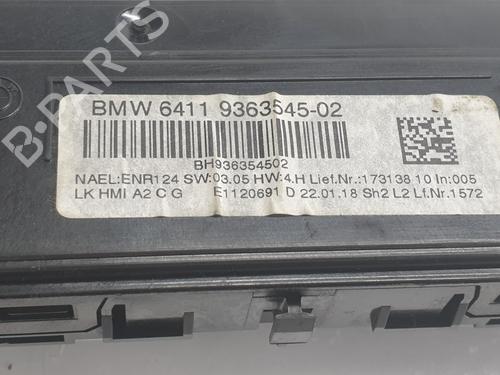 B-PARTS
BMW 6411 9363545-02
BH936354502
NAEL:ENR124 SW:03.05 HW:4.H Lief.Nr.:173138 10 In:005
LK HMI A2 C G E1120691 D 22.01.18 Sh2 L2 Lf.Nr.1572